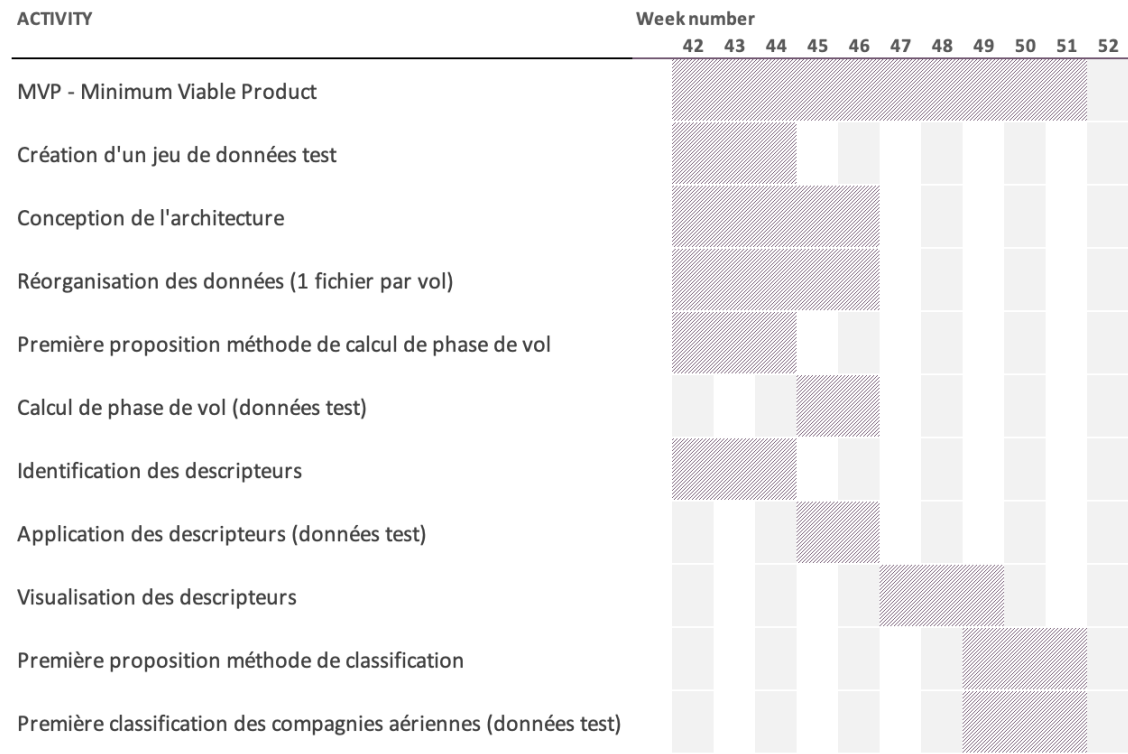 ACTIVITY Week number
42 43 44 45 46 47 48 49 50 51 52
MVP - Minimum Viable Product
Création d'un jeu de données test
Conception de l'architecture
Réorganisation des données (1 fichier par vol)
Première proposition méthode de calcul de phase de vol
Calcul de phase de vol (données test)
Identification des descripteurs
Application des descripteurs (données test)
Visualisation des descripteurs
Première proposition méthode de classification
Première classification des compagnies aériennes (données test)